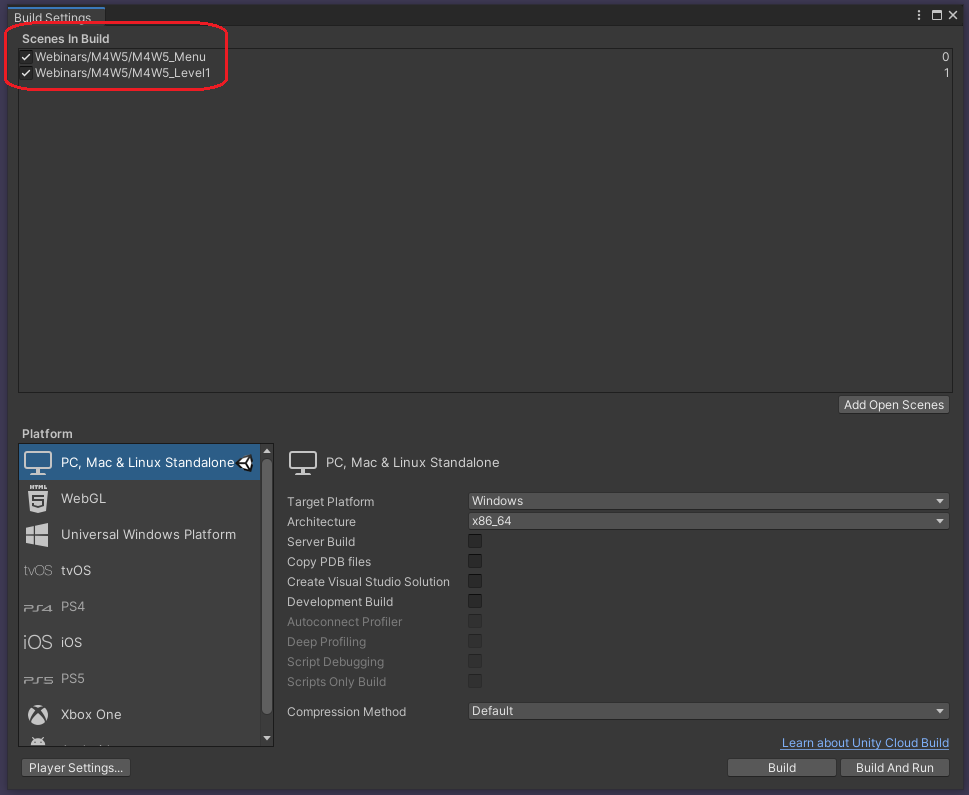 Build Settings
Scenes In Build
Webinars/M4W5/M4W5_Menu 0
Webinars/M4W5/M4W5_Level1 1
Add Open Scenes
Platform
PC, Mac & Linux Standalone
HTML 5 WebGL
Universal Windows Platform
tvOS tvOS
PS4 PS4
iOS iOS
PS5 PS5
Xbox One
PC, Mac & Linux Standalone
Target Platform Windows
Architecture x86_64
Server Build
Copy PDB files
Create Visual Studio Solution
Development Build
Autoconnect Profiler
Deep Profiling
Script Debugging
Scripts Only Build
Compression Method Default
Learn about Unity Cloud Build
Player Settings...
Build
Build And Run